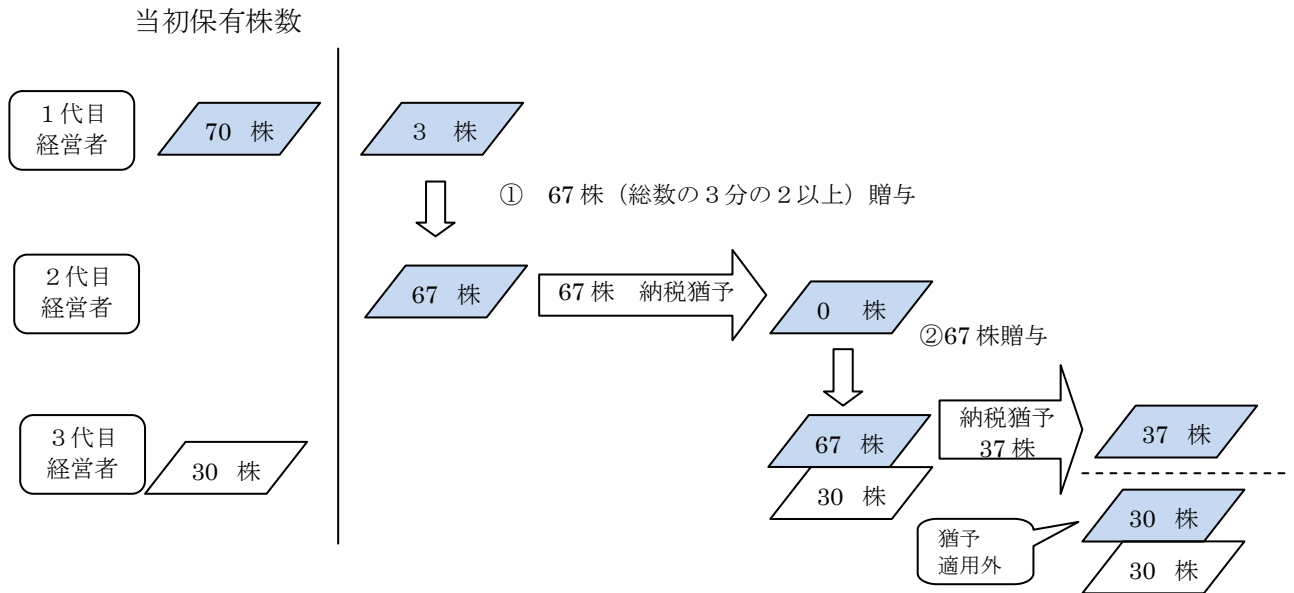 当初保有株数
１代目
経営者
70 株
3 株
① 67株（総数の３分の２以上）贈与
２代目
経営者
67 株
67株 納税猶予
0 株
②67株贈与
３代目
経営者
30 株
67 株
30 株
納税猶予
37株
37 株
猶予
適用外
30 株
30 株